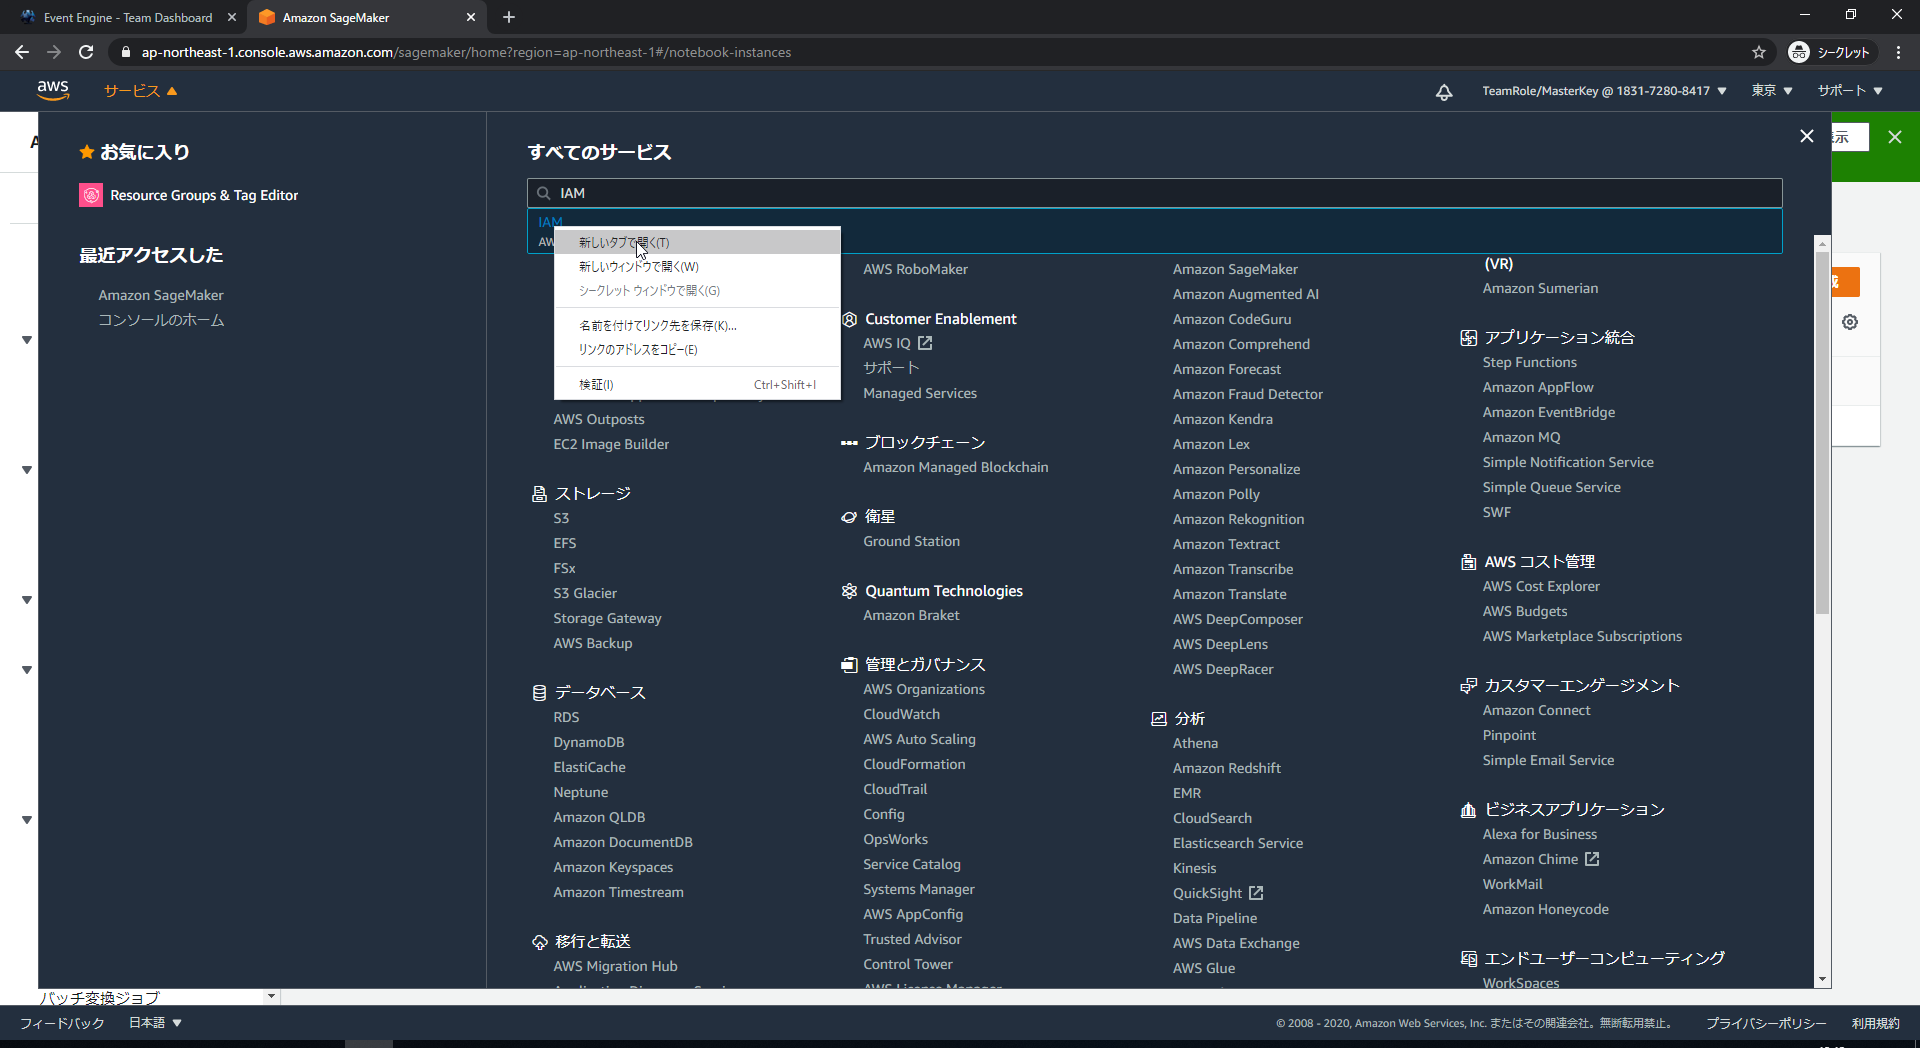 Event Engine - Team Dashboard
Amazon SageMaker
ap-northeast-1.console.aws.amazon.com/sagemaker/home?region=ap-northeast-1#/notebook-instances
シークレット
aws
サービス
TeamRole/MasterKey @ 1831-7280-8417
東京
サポート
お気に入り
Resource Groups & Tag Editor
最近アクセスした
Amazon SageMaker
コンソールのホーム
すべてのサービス
IAM
IAM
新しいタブで開く(T)
新しいウィンドウで開く(W)
シークレット ウィンドウで開く(G)
名前を付けてリンク先を保存(K)...
リンクのアドレスをコピー(E)
検証(I) Ctrl+Shift+I
AWS Outposts
EC2 Image Builder
ストレージ
S3
EFS
FSx
S3 Glacier
Storage Gateway
AWS Backup
データベース
RDS
DynamoDB
ElastiCache
Neptune
Amazon QLDB
Amazon DocumentDB
Amazon Keyspaces
Amazon Timestream
移行と転送
AWS Migration Hub
AWS RoboMaker
Customer Enablement
AWS IQ
サポート
Managed Services
ブロックチェーン
Amazon Managed Blockchain
衛星
Ground Station
Quantum Technologies
Amazon Braket
管理とガバナンス
AWS Organizations
CloudWatch
AWS Auto Scaling
CloudFormation
CloudTrail
Config
OpsWorks
Service Catalog
Systems Manager
AWS AppConfig
Trusted Advisor
Control Tower
AWS License Manager
Amazon SageMaker
Amazon Augmented AI
Amazon CodeGuru
Amazon Comprehend
Amazon Forecast
Amazon Fraud Detector
Amazon Kendra
Amazon Lex
Amazon Personalize
Amazon Polly
Amazon Rekognition
Amazon Textract
Amazon Transcribe
Amazon Translate
AWS DeepComposer
AWS DeepLens
AWS DeepRacer
分析
Athena
Amazon Redshift
EMR
CloudSearch
Elasticsearch Service
Kinesis
QuickSight
Data Pipeline
AWS Data Exchange
AWS Glue
(VR)
Amazon Sumerian
アプリケーション統合
Step Functions
Amazon AppFlow
Amazon EventBridge
Amazon MQ
Simple Notification Service
Simple Queue Service
SWF
AWS コスト管理
AWS Cost Explorer
AWS Budgets
AWS Marketplace Subscriptions
カスタマーエンゲージメント
Amazon Connect
Pinpoint
Simple Email Service
ビジネスアプリケーション
Alexa for Business
Amazon Chime
WorkMail
Amazon Honeycode
エンドユーザーコンピューティング
WorkSpaces
バッチ変換ジョブ
フィードバック
日本語
© 2008 - 2020, Amazon Web Services, Inc. またはその関連会社。無断転用禁止。
プライバシーポリシー
利用規約